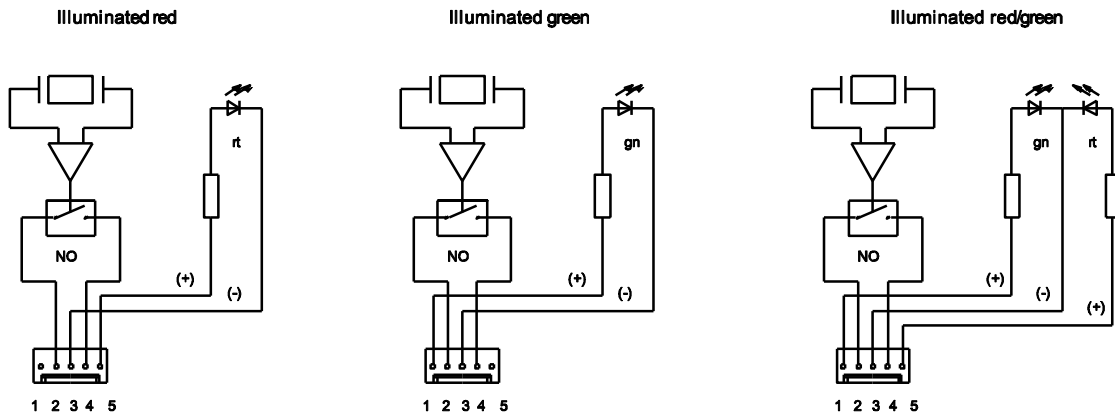 Illuminated red
Illuminated green
Illuminated red/green
rt
gn
gn
rt
NO
NO
NO
(+)
(-)
(+)
(-)
(+)
(-)
(+)
1 2 3 4 5
1 2 3 4 5
1 2 3 4 5